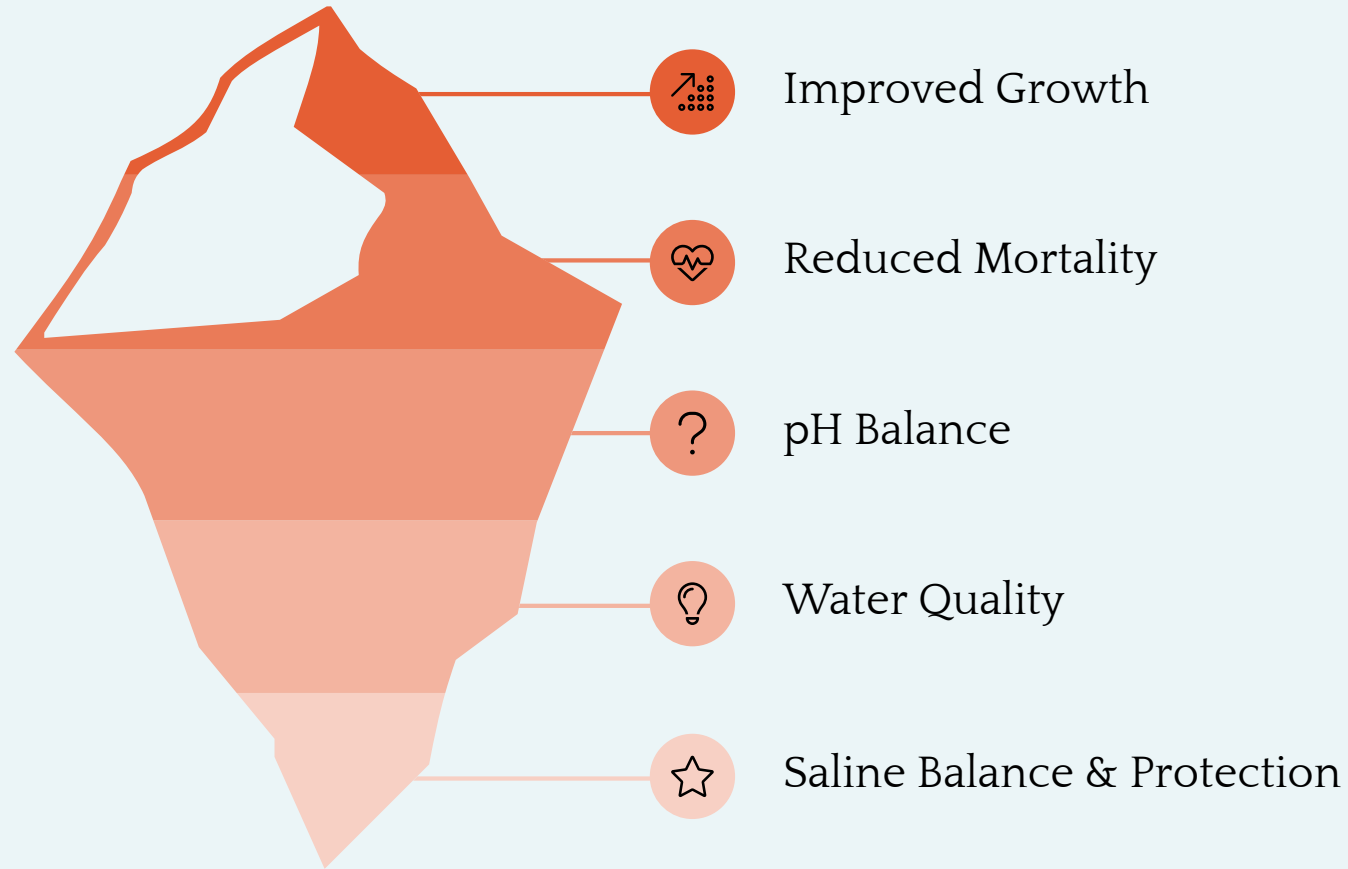 Improved Growth
Reduced Mortality
pH Balance
Water Quality
Saline Balance & Protection